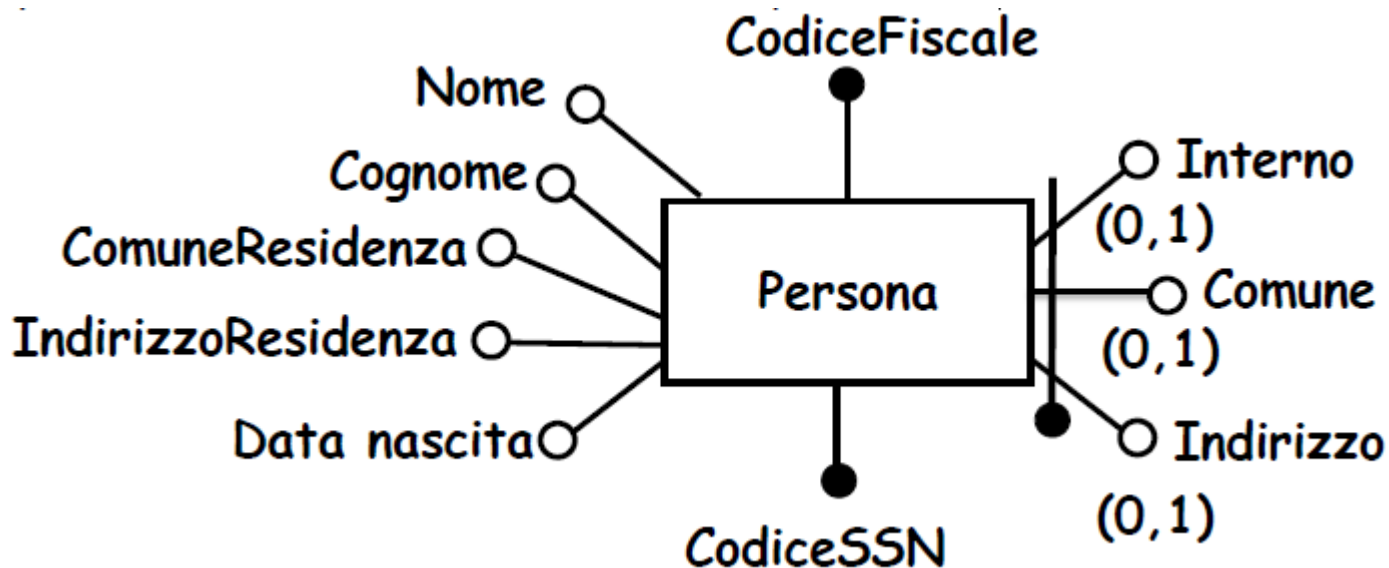 CodiceFiscale
Nome
Interno
(0,1)
Cognome
ComuneResidenza
Persona
Comune
(0,1)
IndirizzoResidenza
Data nascita
Indirizzo
(0,1)
CodiceSSN